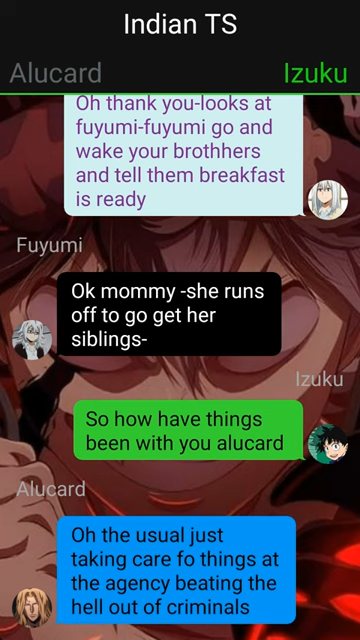 Indian TS
Alucard Izuku
Oh thank you-looks at
fuyumi-fuyumi go and
wake your brothhers
and tell them breakfast
is ready
Fuyumi
Ok mommy -she runs
off to go get her
siblings-
Izuku
So how have things
been with you alucard
Alucard
Oh the usual just
taking care fo things at
the agency beating the
hell out of criminals